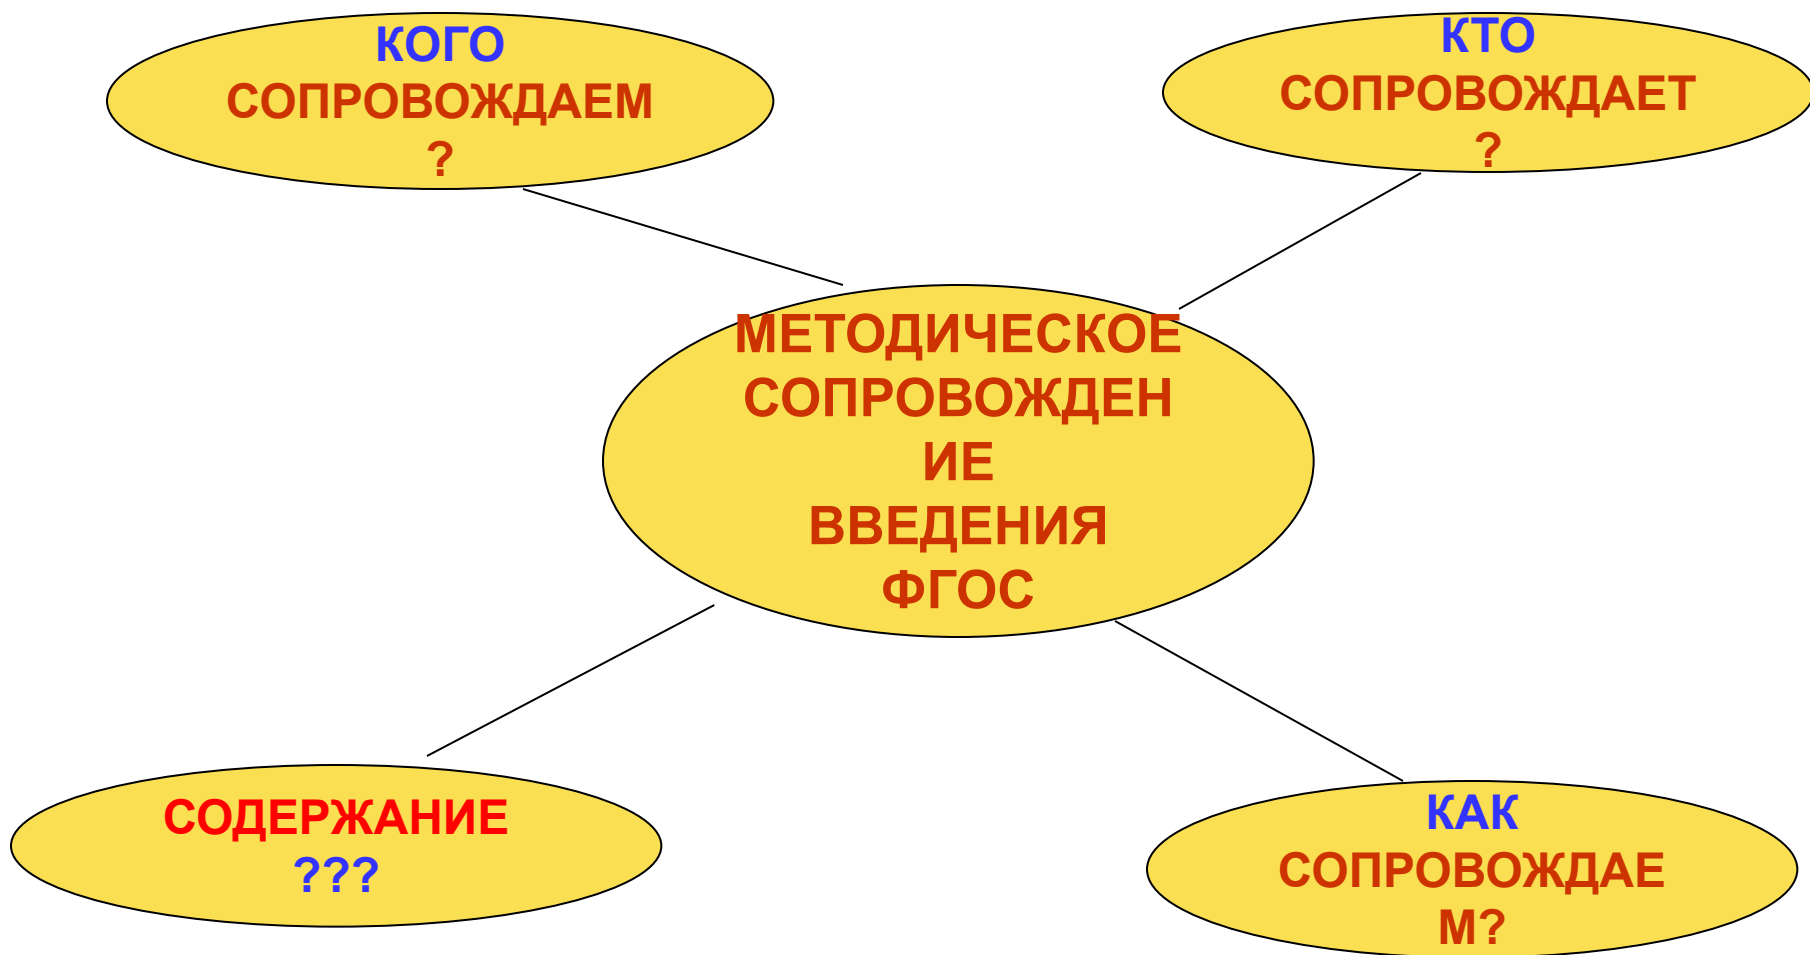 КОГО
СОПРОВОЖДАЕМ
?
КТО
СОПРОВОЖДАЕТ
?
МЕТОДИЧЕСКОЕ
СОПРОВОЖДЕН
ИЕ
ВВЕДЕНИЯ
ФГОС
СОДЕРЖАНИЕ
???
КАК
СОПРОВОЖДАЕ
М?